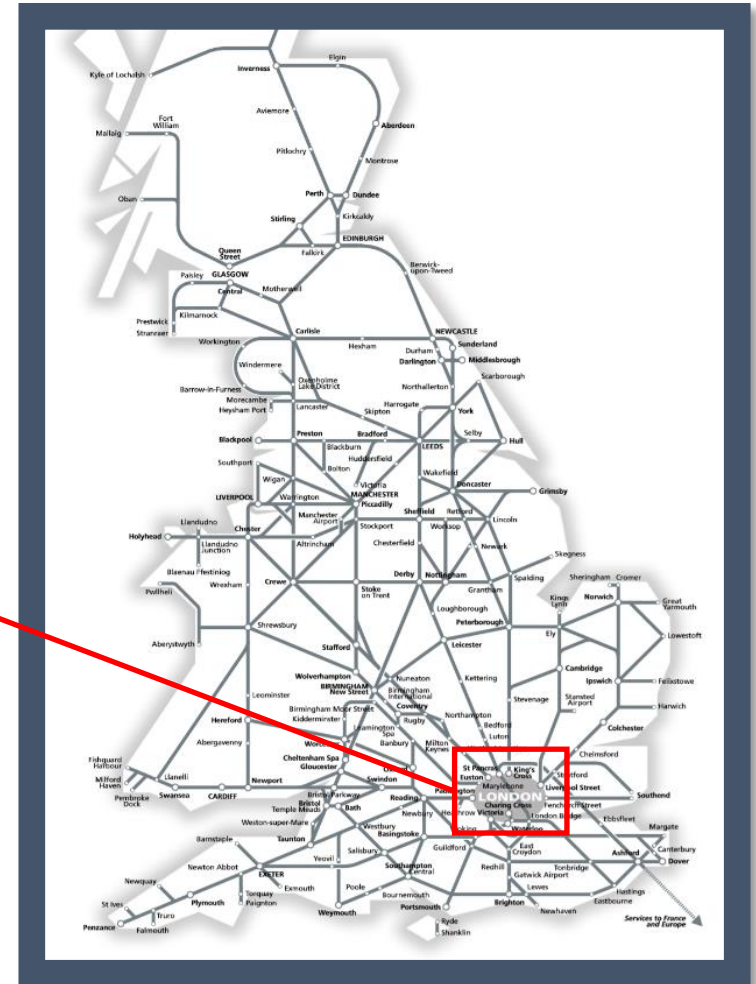 Elgin
Inverness
Kyle of Lochalsh
Aviemore
Fort
William
Aberdeen
Mallaig
Pitlochry
Montrose
Perth
Dundee
Oban
Stirling
Kirkcaldy
EDINBURGH
Queen
Street
Falkirk
Berwick-
upon-Tweed
Paisley
GLASGOW
Central
Motherwell
Prestwick
Kilmarnock
Stranraer
Carlisle
NEWCASTLE
Workington
Hexham
Sunderland
Durham
Darlington
Middlesbrough
Windermere
Oxenholme
Lake District
Scarborough
Barrow-in-Furness
Northallerton
Morecambe
Heysham Port
Lancaster
Harrogate
Skipton
York
Blackpool
Preston
Bradford
Selby
Hull
Blackburn
LEEDS
Southport
Bolton
Huddersfield
Wakefield
Wigan
Victoria
MANCHESTER
Piccadilly
Doncaster
Grimsby
LIVERPOOL
Warrington
Manchester
Airport
Stockport
Sheffield
Retford
Lincoln
Worksop
Llandudno
Holyhead
Chester
Llandudno
Junction
Altrincham
Chesterfield
Newark
Skegness
Blaenau Ffestiniog
Wrexham
Crewe
Stoke
on Trent
Derby
Nottingham
Grantham
Spalding
Sheringham
Cromer
Pwllheli
Kings
Lynn
Norwich
Great
Yarmouth
Loughborough
Peterborough
Shrewsbury
Ely
Lowestoft
Aberystwyth
Stafford
Leicester
Wolverhampton
BIRMINGHAM
New Street
Nuneaton
Birmingham
International
Kettering
Cambridge
Ipswich
Felixstowe
Leominster
Birmingham Moor Street
Coventry
Rugby
Northampton
Stevenage
Stansted
Airport
Harwich
Kidderminster
Hereford
Leamington
Spa
Bedford
Colchester
Abergavenny
Banbury
Milton
Keynes
Luton
Chelmsford
Cheltenham Spa
Gloucester
St Pancras
Euston
King's
Cross
Stratford
Fishguard
Harbour
Milford
Haven
Pembroke
Dock
Llanelli
Swansea
CARDIFF
Newport
Bristol Parkway
Swindon
Reading
Paddington
Marylebone
Liverpool Street
LONDON
Fenchurch Street
Southend
Bristol
Temple Meads
Bath
Charing Cross
Heathrow
Victoria
London Bridge
Waterloo
Ebbsfleet
Weston-super-Mare
Newbury
Margate
Barnstaple
Taunton
Westbury
Basingstoke
Woking
Guildford
East
Croydon
Canterbury
Ashford
Dover
Yeovil
Salisbury
Southampton
Central
Redhill
Tonbridge
Gatwick Airport
Newton Abbot
EXETER
Exmouth
Poole
Bournemouth
Lewes
Hastings
Eastbourne
Newquay
Torquay
Paignton
Plymouth
Weymouth
Portsmouth
Brighton
Newhaven
St Ives
Truro
Falmouth
Penzance
Ryde
Shanklin
Services to France
and Europe